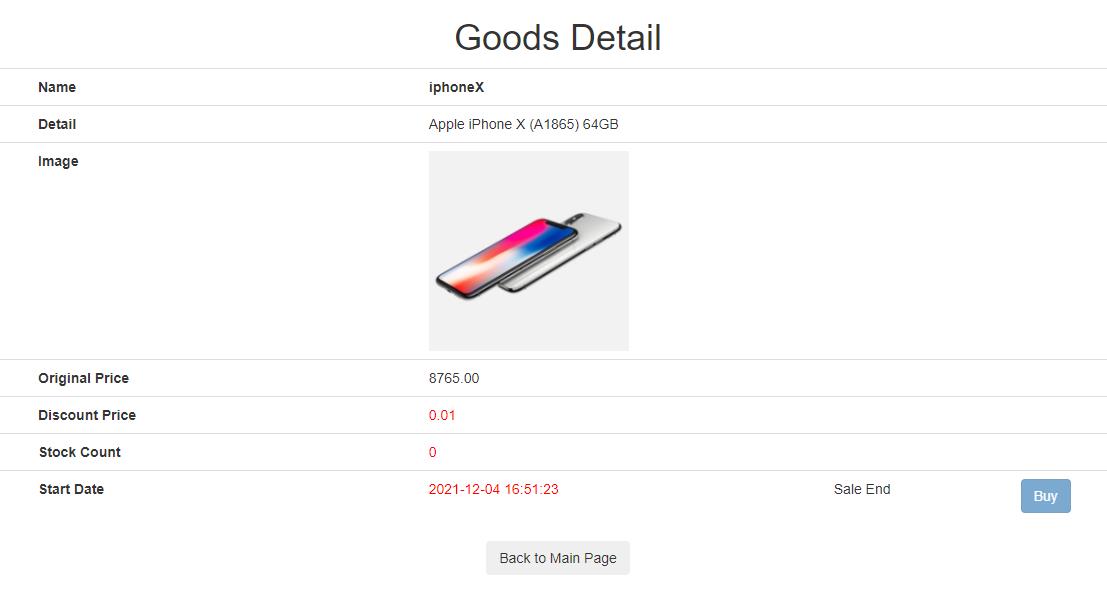 Goods Detail
Name iphoneX
Detail Apple iPhone X (A1865) 64GB
Image
Original Price 8765.00
Discount Price 0.01
Stock Count 0
Start Date 2021-12-04 16:51:23 Sale End Buy
Back to Main Page